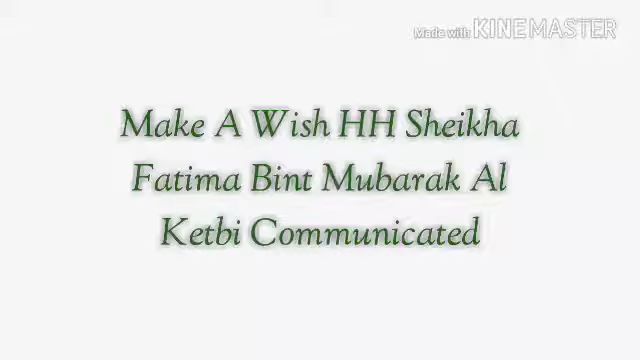 Made with KINEMASTER
Make A Wish HH Sheikha
Fatima Bint Mubarak Al
Ketbi Communicated